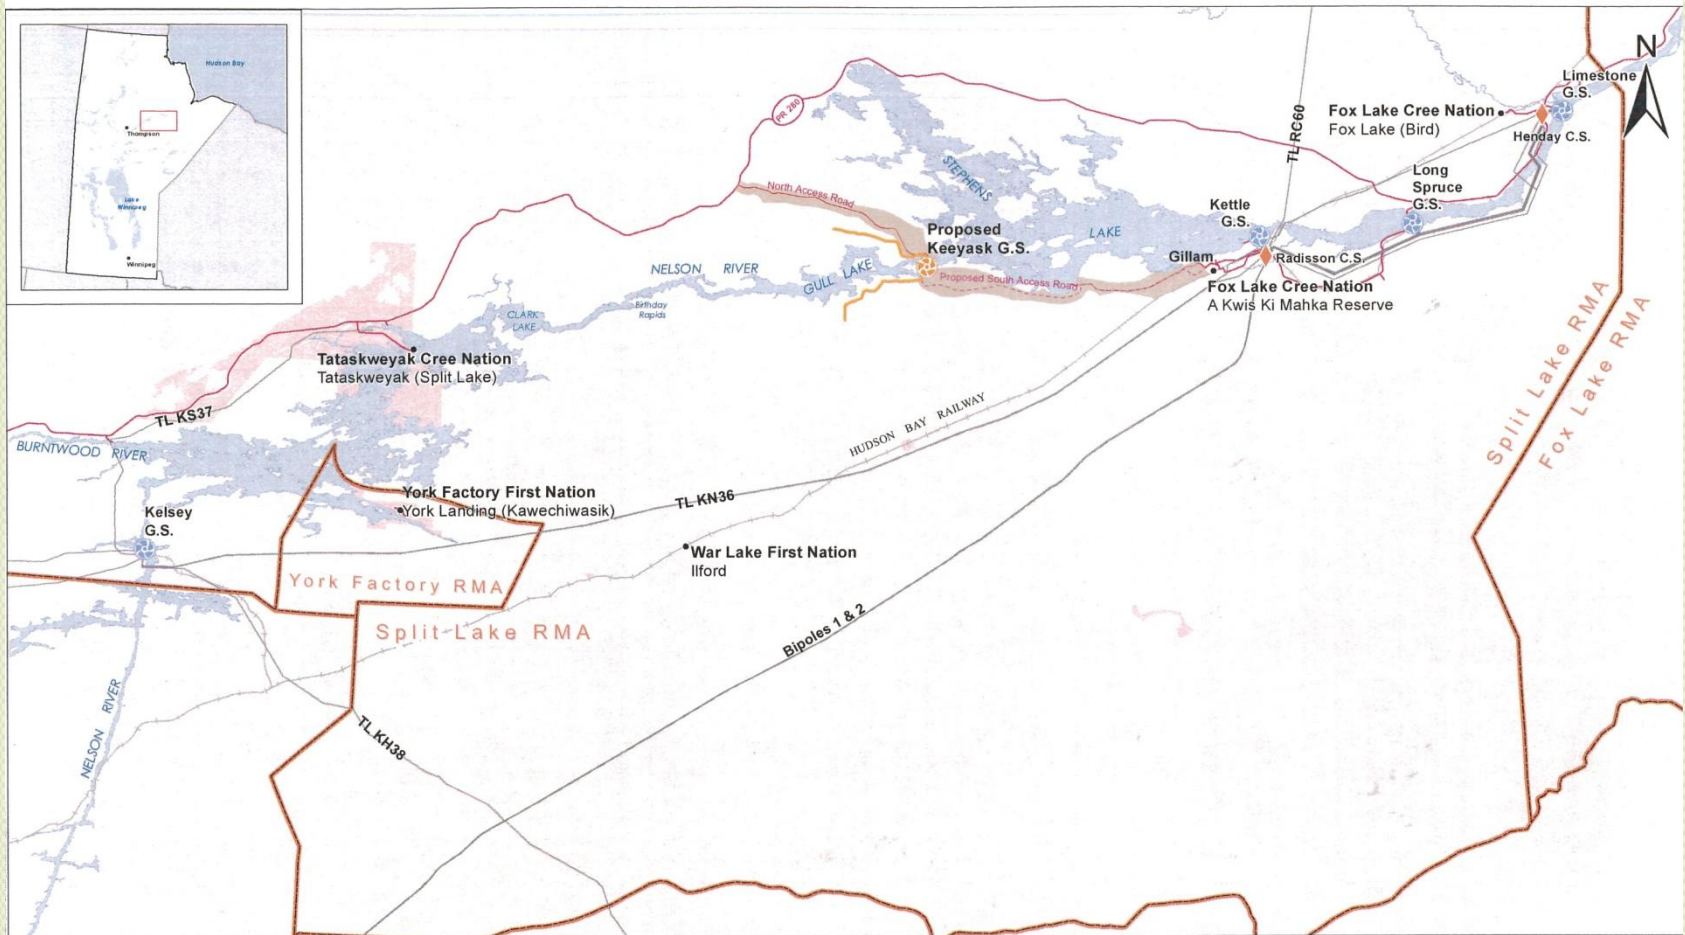 Hudson Bay
Thompson
Lake
Winnipeg
Winnipeg
N
Limestone
G.S.
PR 280
TL RC60
Fox Lake Cree Nation
Fox Lake (Bird)
Henday C.S.
STEPHENS
LAKE
Long
Spruce
G.S.
North Access Road
Kettle
G.S.
Proposed
Keeyask G.S.
Gillam
Radisson C.S.
NELSON RIVER
GULL LAKE
Proposed South Access Road
Fox Lake Cree Nation
A Kwis Ki Mahka Reserve
Birthday
Rapids
CLARK
LAKE
Split Lake RMA
Fox Lake RMA
Tataskweyak Cree Nation
Tataskweyak (Split Lake)
TL KS37
HUDSON BAY RAILWAY
BURNTWOOD RIVER
York Factory First Nation
York Landing (Kawechiwasik)
TL KN36
Kelsey
G.S.
War Lake First Nation
Ilford
York Factory RMA
Split Lake RMA
Bipoles 1 & 2
NELSON RIVER
TL KH38